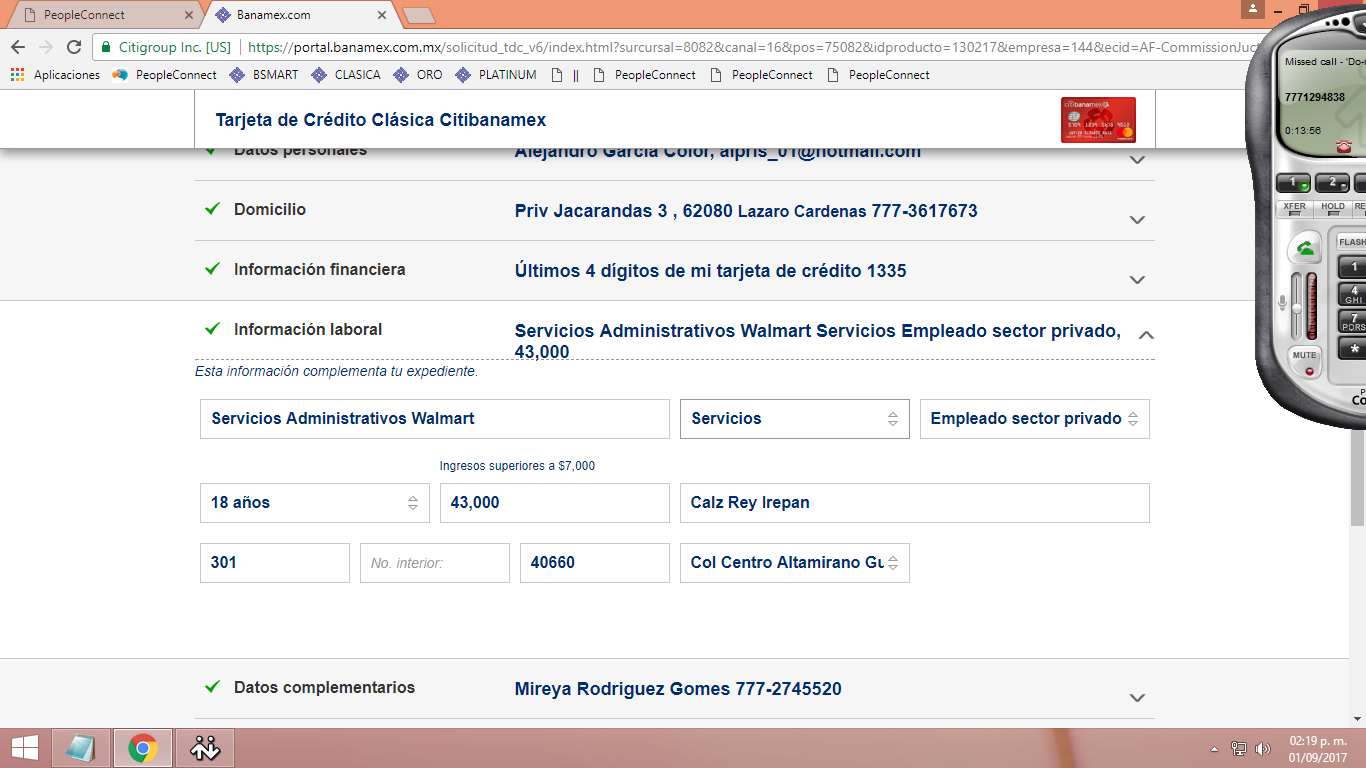 PeopleConnect
Banamex.com
Citigroup Inc. [US]
https://portal.banamex.com.mx/solicitud_tdc_v6/index.html?surcursal=8082&canal=16&pos=75082&idproducto=130217&empresa=144&ecid=AF-CommissionJuct
Aplicaciones PeopleConnect BSMART CLASICA ORO PLATINUM || PeopleConnect PeopleConnect PeopleConnect
Tarjeta de Crédito Clásica Citibanamex
citibanamex
Datos personales
Alejandro Garcia Color, alpris_01@hotmail.com
Domicilio
Priv Jacarandas 3 , 62080 Lazaro Cardenas 777-3617673
Información financiera
Últimos 4 dígitos de mi tarjeta de crédito 1335
Información laboral
Servicios Administrativos Walmart Servicios Empleado sector privado,
43,000
Esta información complementa tu expediente.
Servicios Administrativos Walmart
Servicios
Empleado sector privado
Ingresos superiores a $7,000
18 años
43,000
Calz Rey Irepan
301
No. interior:
40660
Col Centro Altamirano Gu
Datos complementarios
Mireya Rodriguez Gomes 777-2745520
Missed call - 'Do-
7771294838
0:13:56
1 2
XFER HOLD RE
FLASH
1
4
GHI
7
PORS
*
MUTE
Co
02:19 p. m.
01/09/2017